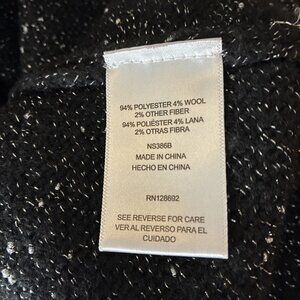 94% POLYESTER 4% WOOL
2% OTHER FIBER
94% POLIÉSTER 4% LANA
2% OTRAS FIBRA
NS386B
MADE IN CHINA
HECHO EN CHINA
RN128692
SEE REVERSE FOR CARE
VER AL REVERSO PARA EL
CUIDADO